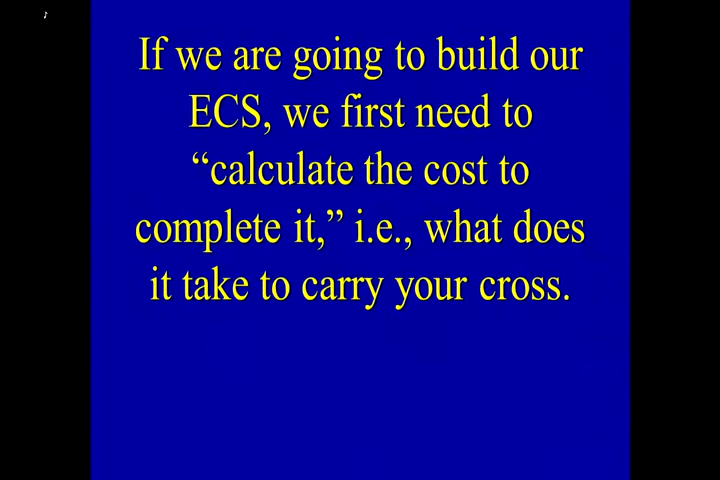 ♪
If we are going to build our
ECS, we first need to
“calculate the cost to
complete it,” i.e., what does
it take to carry your cross.